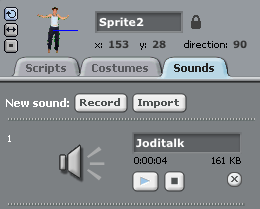 Sprite2
x: 153 y: 28 direction: 90
Scripts Costumes Sounds
New sound: Record Import
1
Joditalk
0:00:04 161 KB